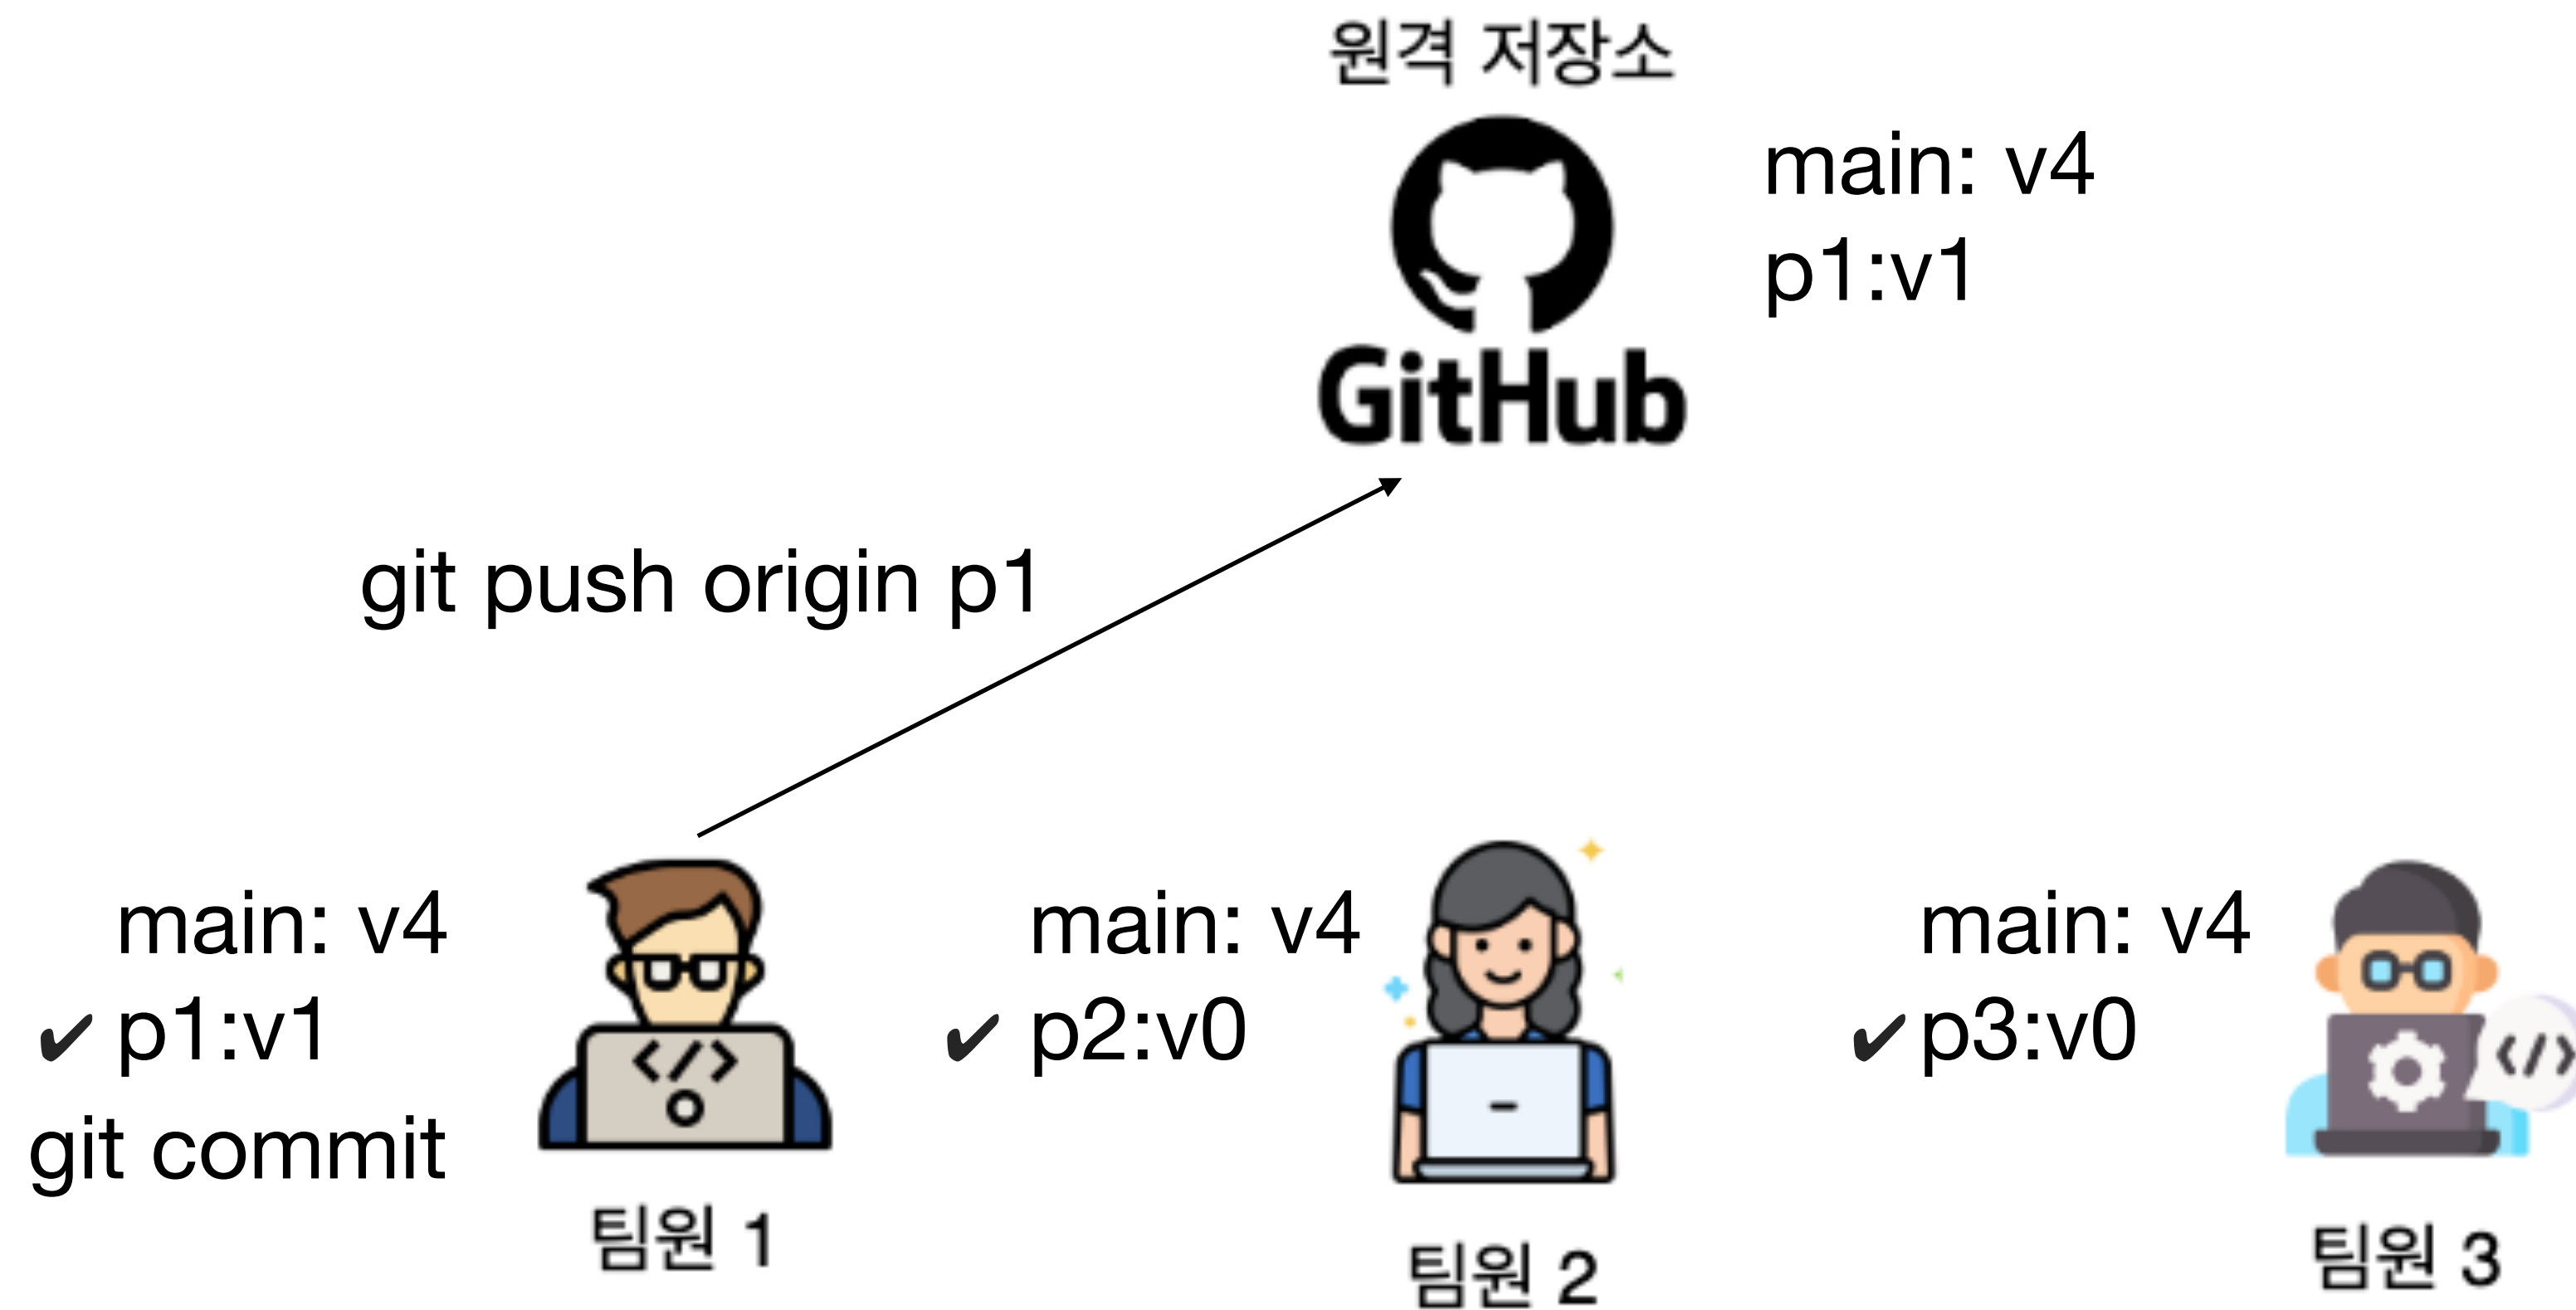 원격 저장소
GitHub
main: v4
p1:v1
git push origin p1
main: v4
✔ p1:v1
git commit
팀원 1
main: v4
✔ p2:v0
팀원 2
main: v4
✔ p3:v0
</>
</>
팀원 3